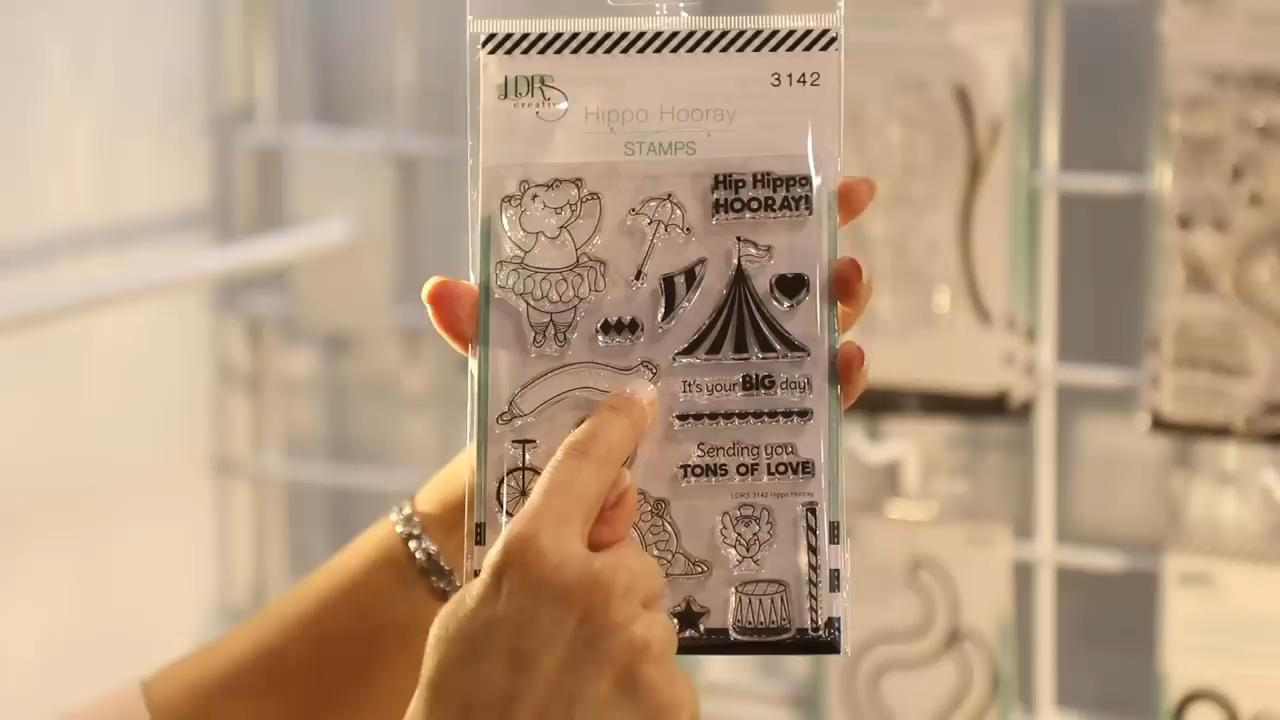 LDRS
creative
3142
Hippo Hooray
STAMPS
Hip Hippo
HOORAY!
It's your BIG day!
Sending you
TONS OF LOVE
LDRS 3142 Hippo Hooray